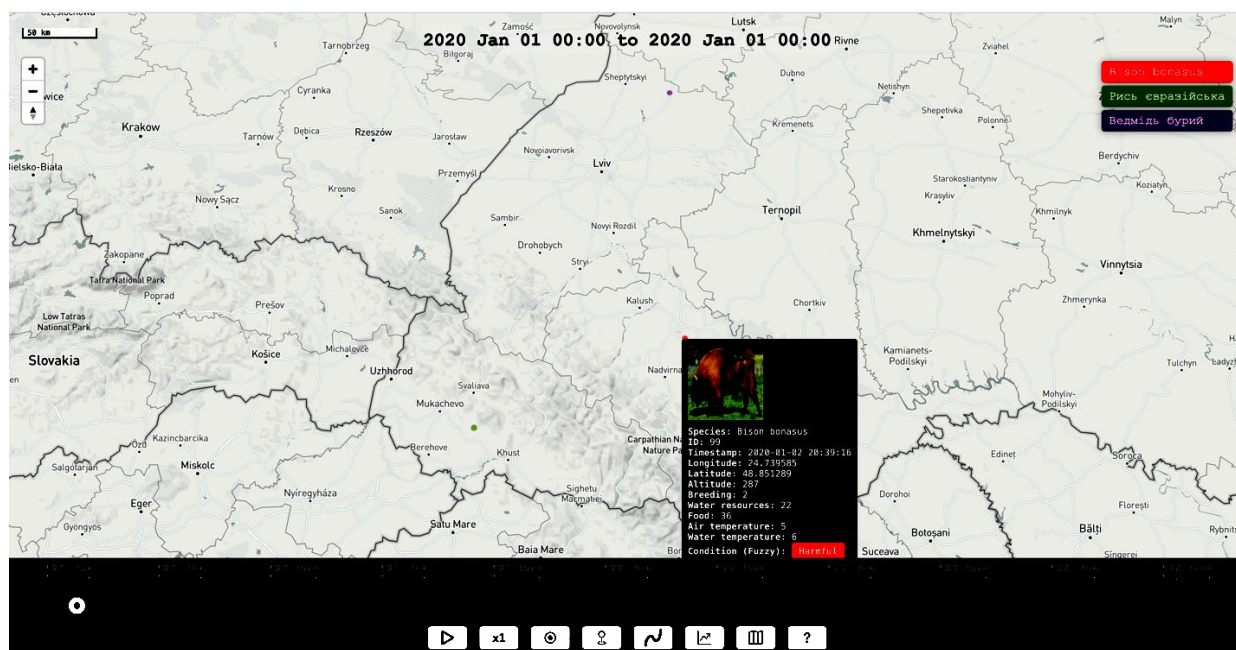 Lutsk
Novovolynsk
Zamość
Malyn
50 km
2020 Jan 01 00:00 to 2020 Jan 01 00:00
Rivne
Tarnobrzeg
Biłgoraj
Zviahel
Sheptytskyi
Dubno
Bison bonasus
Cyranka
Netishyn
Рись євразійська
Shepetivka
Polonne
Ведмідь бурий
Krakow
Tarnów
Dębica
Rzeszów
Jarosław
Kremenets
Novoiavorivsk
Berdychiv
Bielsko-Biała
Lviv
Przemyśl
Starokostiantyniv
Koziatyn
Krosno
Krasyliv
Nowy Sącz
Sanok
Sambir
Novyi Rozdil
Ternopil
Khmilnyk
Khmelnytskyi
Drohobych
Zakopane
Stryi
Vinnytsia
Tatra National Park
Poprad
Prešov
Kalush
Chortkiv
Zhmerynka
Low Tatras
National Park
Slovakia
Košice
Michalovce
Uzhhorod
Kamianets-
Podilskyi
Tulchyn
Nadvirna
Svaliava
Mukachevo
Mohyliv-
Podilskyi
Species: Bison bonasus
ID: 99
Timestamp: 2020-01-02 20:39:16
Longitude: 24.739585
Latitude: 48.851289
Altitude: 287
Breeding: 2
Water resources: 22
Food: 36
Air temperature: 5
Water temperature: 6
Condition (Fuzzy): Harmful
Ózd
Kazincbarcika
Berehove
Khust
Edineț
Soroca
Salgótarján
Miskolc
Nyíregyháza
Sighetu
Marmației
Dorohoi
Eger
Florești
Gyöngyös
Satu Mare
Botoșani
Bălți
Baia Mare
Suceava
Singerei
x1
?